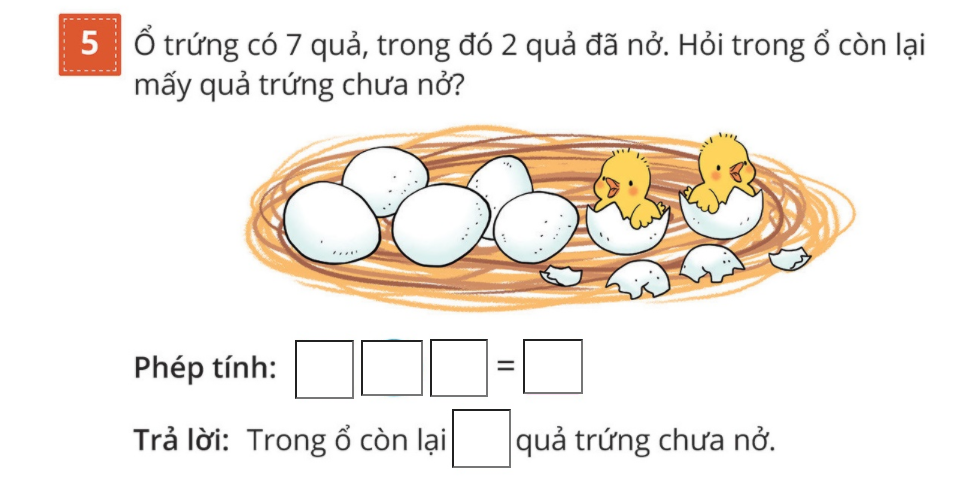 5 Ổ trứng có 7 quả, trong đó 2 quả đã nở. Hỏi trong ổ còn lại
mấy quả trứng chưa nở?
Phép tính: =
Trả lời: Trong ổ còn lại quả trứng chưa nở.